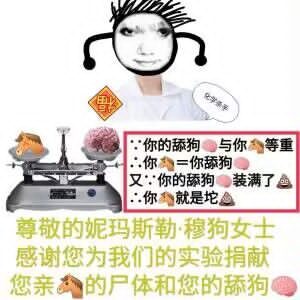 福
化学杀手
∵你的舔狗🧠与你🐴等重
∴你🐴＝你舔狗🧠
又∵你的舔狗🧠装满了💩
∴你🐴就是坨💩
尊敬的妮玛斯勒·穆狗女士
感谢您为我们的实验捐献
您亲🐴的尸体和您的舔狗🧠